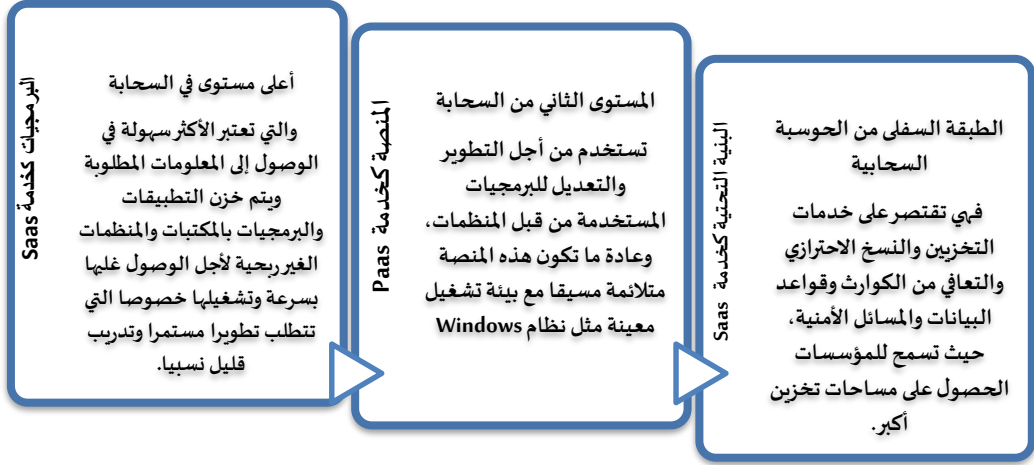 البرمجيات كخدمة Saas
أعلى مستوى في السحابة
والتي تعتبر الأكثر سهولة في
الوصول إلى المعلومات المطلوبة
ويتم خزن التطبيقات
والبرمجيات بالمكتبات والمنظمات
الغير ربحية لأجل الوصول غلىها
بسرعة وتشغيلها خصوصا التي
تتطلب تطويرا مستمرا وتدريب
قليل نسبيا.
المنصة كخدمة Paas
المستوى الثاني من السحابة
تستخدم من أجل التطوير
والتعديل للبرمجيات
المستخدمة من قبل المنظمات،
وعادة ما تكون هذه المنصة
متلائمة مسيقا مع بيئة تشغيل
معينة مثل نظام Windows
البنية التحتية كخدمة Saas
الطبقة السفلى من الحوسبة
السحابية
فهي تقتصر على خدمات
التخزين والنسخ الاحترازي
والتعافي من الكوارث وقواعد
البيانات والمسائل الأمنية،
حيث تسمح للمؤسسات
الحصول على مساحات تخزين
أكبر.